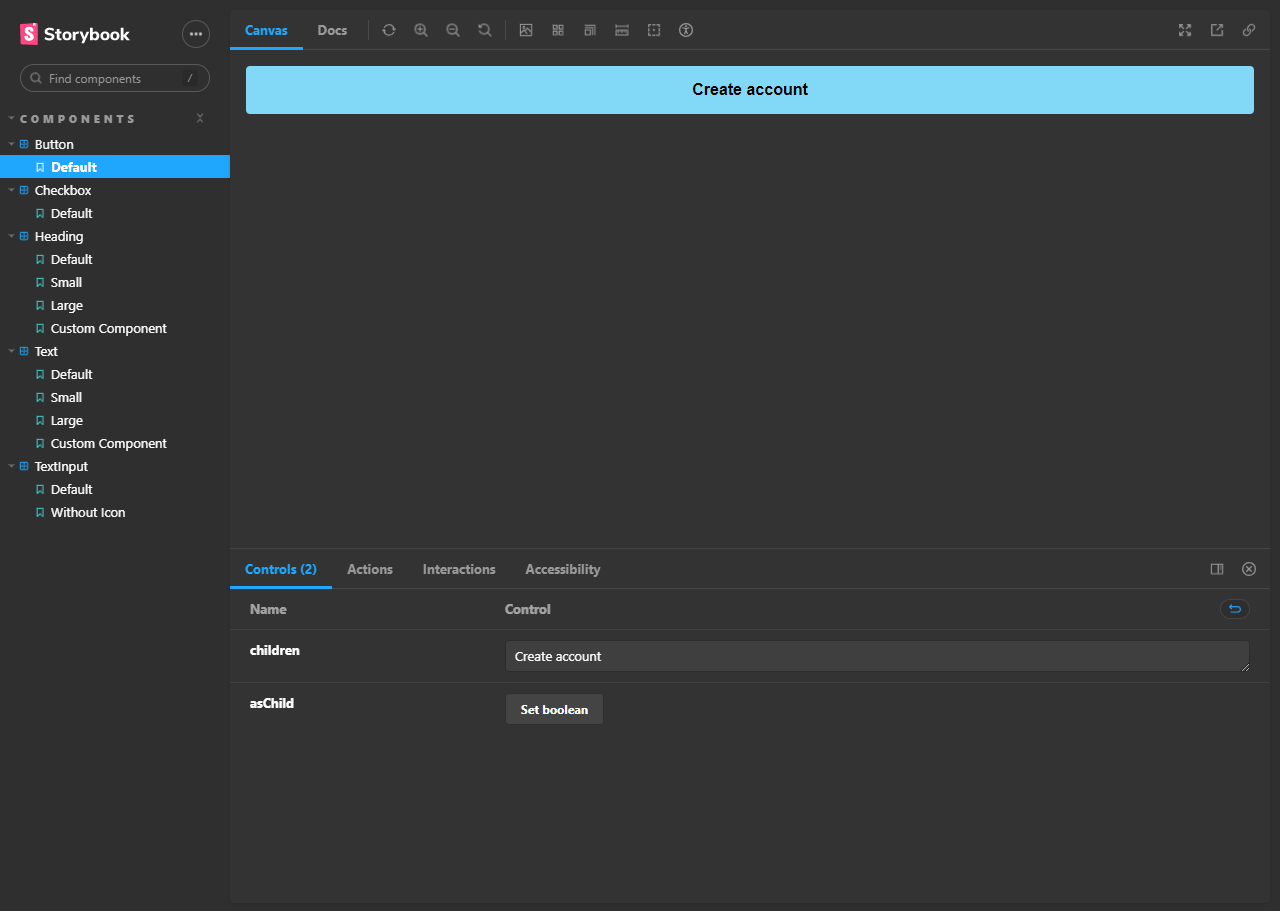 Storybook
Find components /
COMPONENTS
Button
Default
Checkbox
Default
Heading
Default
Small
Large
Custom Component
Text
Default
Small
Large
Custom Component
TextInput
Default
Without Icon
Canvas Docs
Create account
Controls (2) Actions Interactions Accessibility
Name Control
children Create account
asChild Set boolean